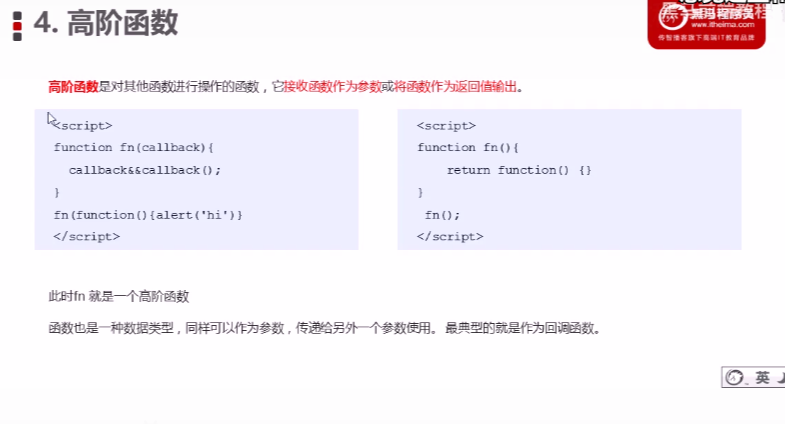 4. 高阶函数
黑马程序员
www.itheima.com
传智播客旗下高端IT教育品牌
高阶函数是对其他函数进行操作的函数，它接收函数作为参数或将函数作为返回值输出。
<script>
function fn(callback){
callback&&callback();
}
fn(function(){alert('hi')}
</script>
<script>
function fn(){
return function() {}
}
fn();
</script>
此时fn 就是一个高阶函数
函数也是一种数据类型，同样可以作为参数，传递给另外一个参数使用。 最典型的就是作为回调函数。
英